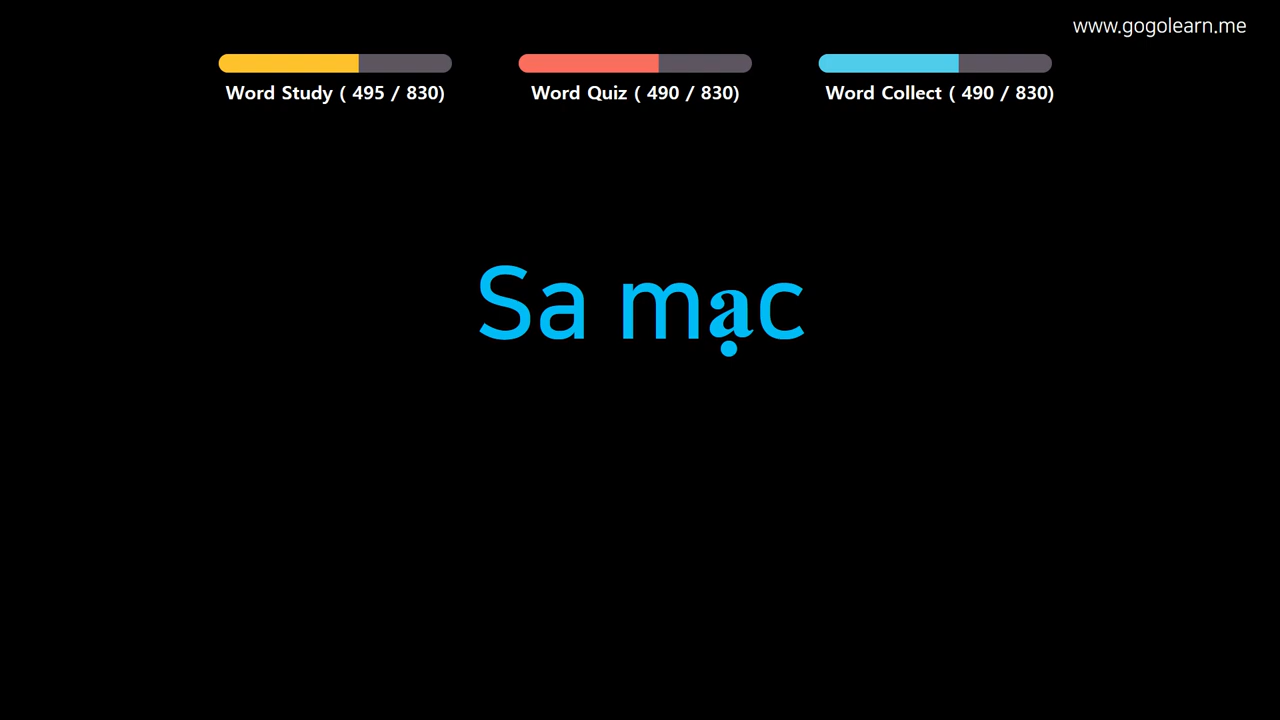 www.gogolearn.me
Word Study ( 495 / 830)
Word Quiz ( 490 / 830)
Word Collect ( 490 / 830)
Sa mạc